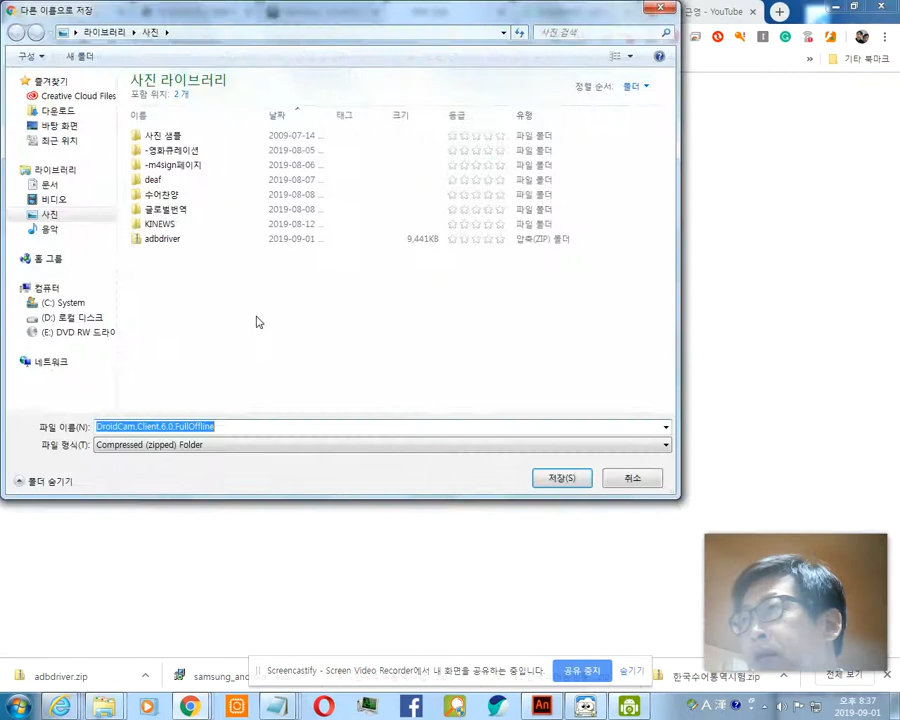 다른 이름으로 저장
근영 - YouTube
라이브러리 ▸ 사진 ▸
사진 검색
구성
새 폴더
기타 북마크
즐겨찾기
Creative Cloud Files
다운로드
바탕 화면
최근 위치
라이브러리
문서
비디오
사진
음악
홈 그룹
컴퓨터
(C:) System
(D:) 로컬 디스크
(E:) DVD RW 드라이
네트워크
사진 라이브러리
포함 위치: 2 개
정렬 순서: 폴더
이름 날짜 태그 크기 등급 유형
사진 샘플 2009-07-14 ... 파일 폴더
-영화큐레이션 2019-08-05 ... 파일 폴더
-m4sign페이지 2019-08-06 ... 파일 폴더
deaf 2019-08-07 ... 파일 폴더
수어찬양 2019-08-08 ... 파일 폴더
글로벌번역 2019-08-08 ... 파일 폴더
KINEWS 2019-08-12 ... 파일 폴더
adbdriver 2019-09-01 ... 9,441KB 압축(ZIP) 폴더
파일 이름(N): DroidCam.Client.6.0.FullOffline
파일 형식(T): Compressed (zipped) Folder
폴더 숨기기
저장(S)
취소
adbdriver.zip
samsung_and
Screencastify - Screen Video Recorder에서 내 화면을 공유하는 중입니다.
공유 중지
숨기기
한국수어통역시험.zip
전체 보기
A 漢
오후 8:37
2019-09-01